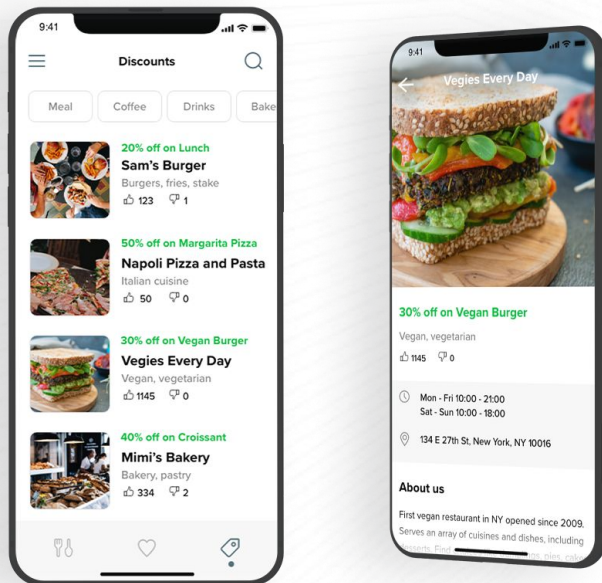 9:41
Discounts
Meal
Coffee
Drinks
Bake
20% off on Lunch
Sam's Burger
Burgers, fries, stake
123 1
50% off on Margarita Pizza
Napoli Pizza and Pasta
Italian cuisine
50 0
30% off on Vegan Burger
Vegies Every Day
Vegan, vegetarian
1145 0
40% off on Croissant
Mimi's Bakery
Bakery, pastry
334 2
9:41
Vegies Every Day
30% off on Vegan Burger
Vegan, vegetarian
1145 0
Mon - Fri 10:00 - 21:00
Sat - Sun 10:00 - 18:00
134 E 27th St, New York, NY 10016
About us
First vegan restaurant in NY opened since 2009.
Serves an array of cuisines and dishes, including
desserts. Find pies, cakes